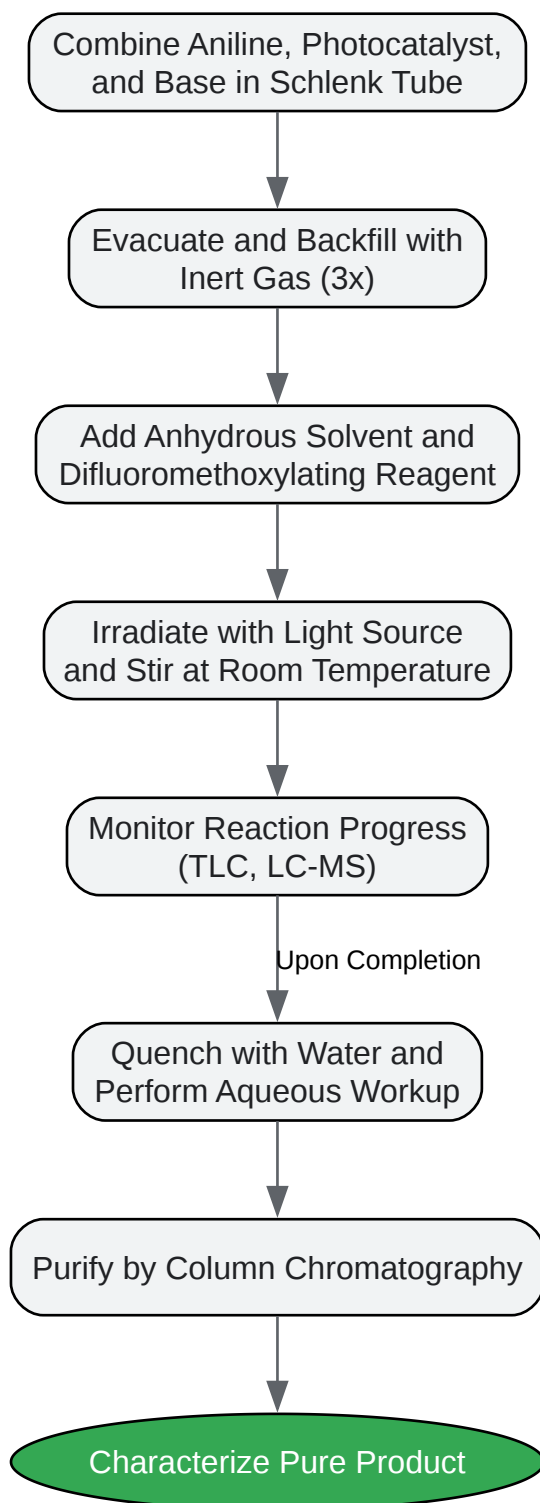 Combine Aniline, Photocatalyst,
and Base in Schlenk Tube
Evacuate and Backfill with
Inert Gas (3x)
Add Anhydrous Solvent and
Difluoromethoxylating Reagent
Irradiate with Light Source
and Stir at Room Temperature
Monitor Reaction Progress
(TLC, LC-MS)
Upon Completion
Quench with Water and
Perform Aqueous Workup
Purify by Column Chromatography
Characterize Pure Product